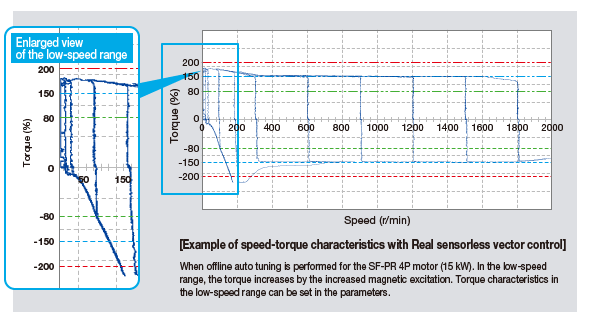 Enlarged view
of the low-speed range
Torque (%)
200
150
80
0
-80
-150
-200
50
150
Torque (%)
200
150
80
0
-80
-150
-200
0 200 400 600 800 1000 1200 1400 1600 1800 2000
Speed (r/min)
[Example of speed-torque characteristics with Real sensorless vector control]
When offline auto tuning is performed for the SF-PR 4P motor (15 kW). In the low-speed
range, the torque increases by the increased magnetic excitation. Torque characteristics in
the low-speed range can be set in the parameters.